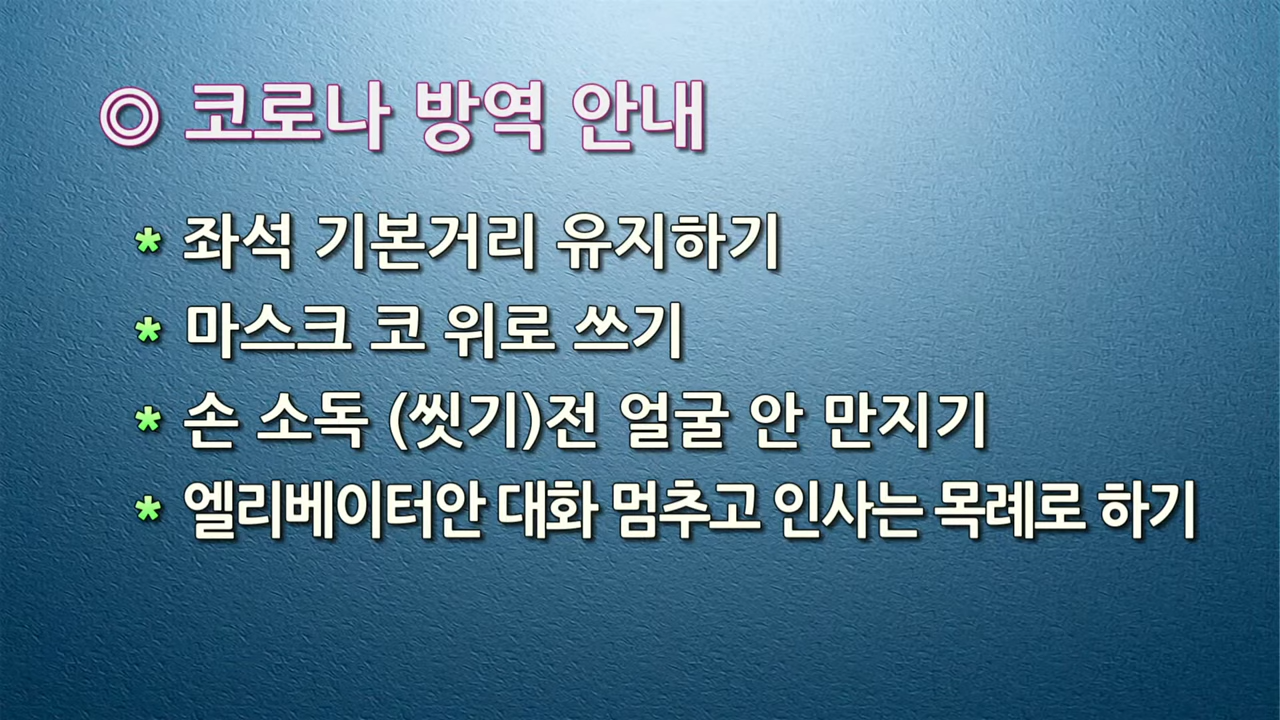 ◎ 코로나 방역 안내
* 좌석 기본거리 유지하기
* 마스크 코 위로 쓰기
* 손 소독 (씻기)전 얼굴 안 만지기
* 엘리베이터안 대화 멈추고 인사는 목례로 하기